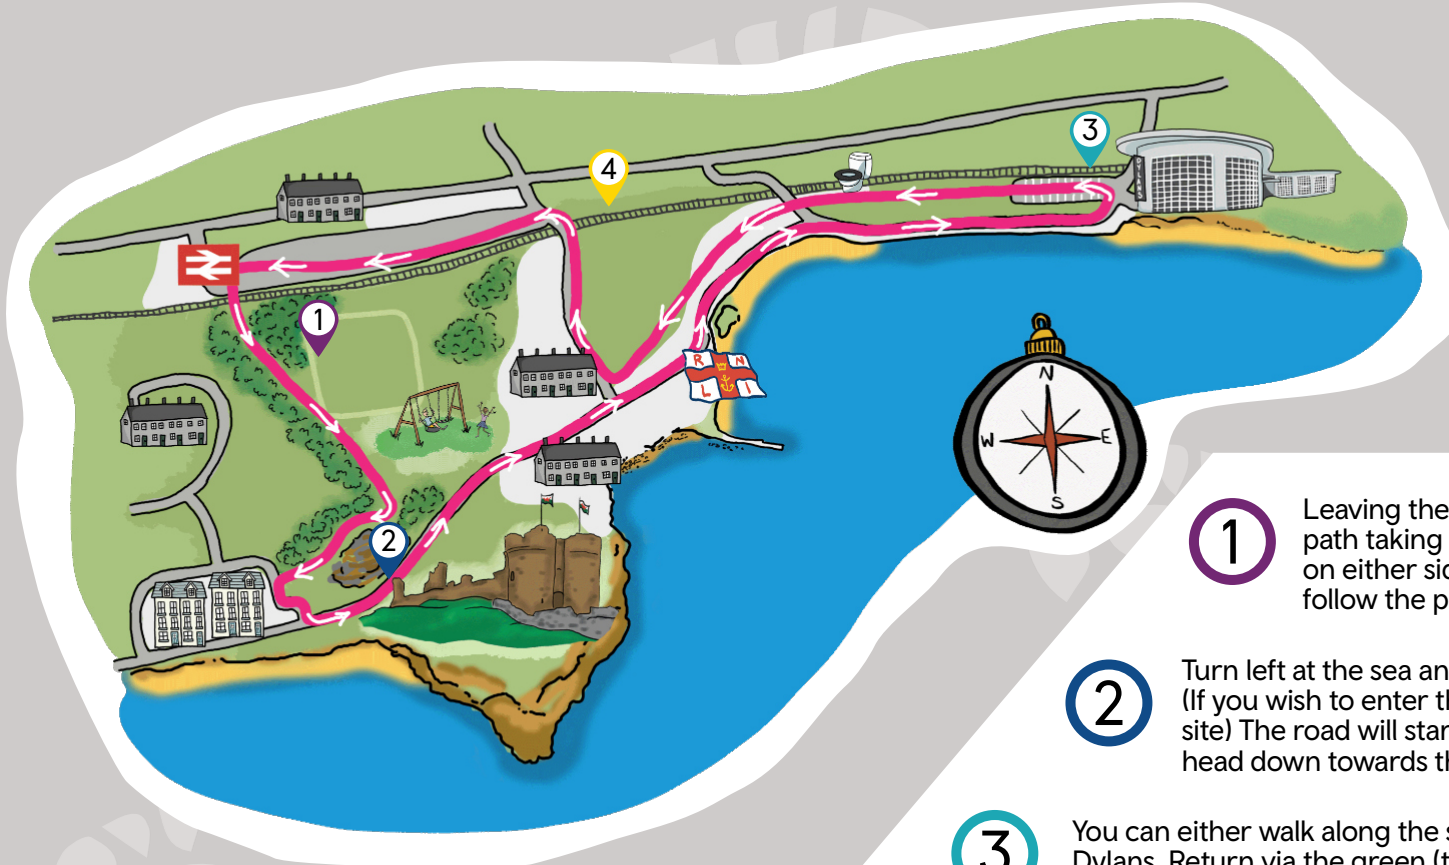 3
4
1
R N
L I
2
N
W E
S
1
Leaving the
path taking
on either sid
follow the p
2
Turn left at the sea an
(If you wish to enter th
site) The road will star
head down towards th
3
You can either walk along the s
Dylans. Return via the green (t